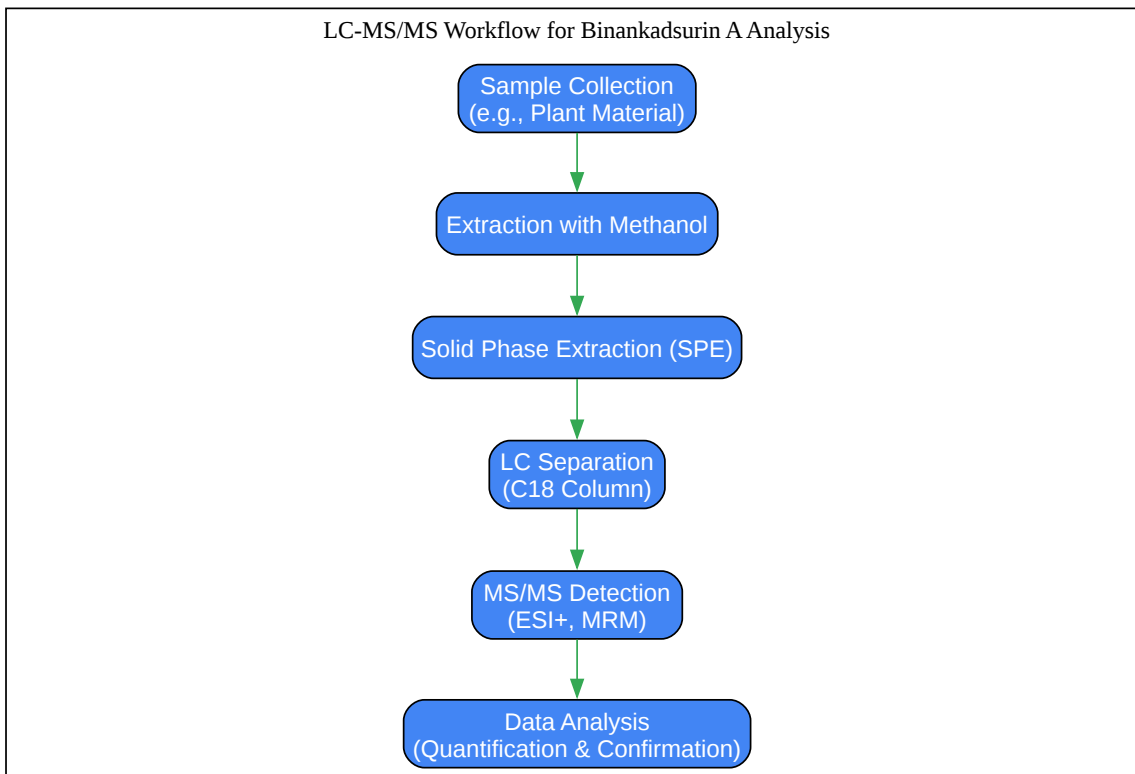 LC-MS/MS Workflow for Binankadsurin A Analysis
Sample Collection
(e.g., Plant Material)
Extraction with Methanol
Solid Phase Extraction (SPE)
LC Separation
(C18 Column)
MS/MS Detection
(ESI+, MRM)
Data Analysis
(Quantification & Confirmation)